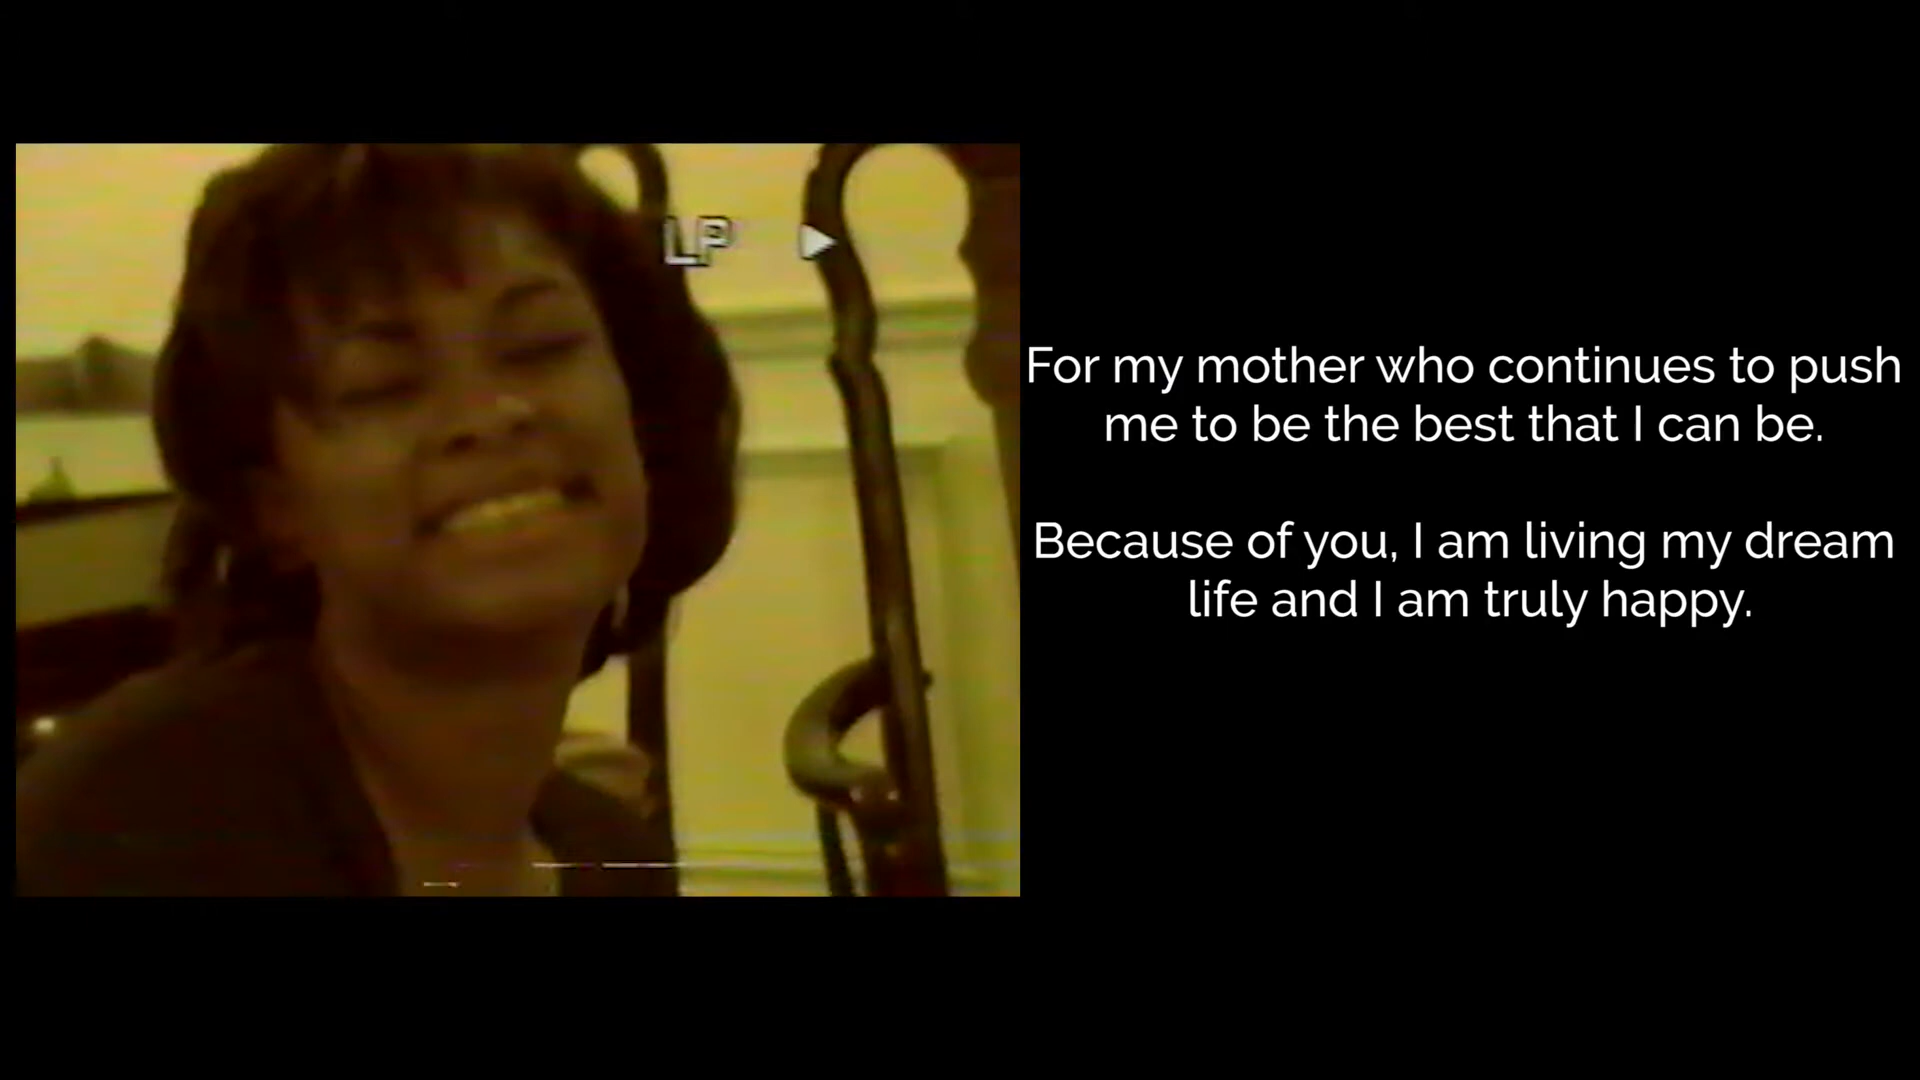 LP
For my mother who continues to push
me to be the best that I can be.
Because of you, I am living my dream
life and I am truly happy.